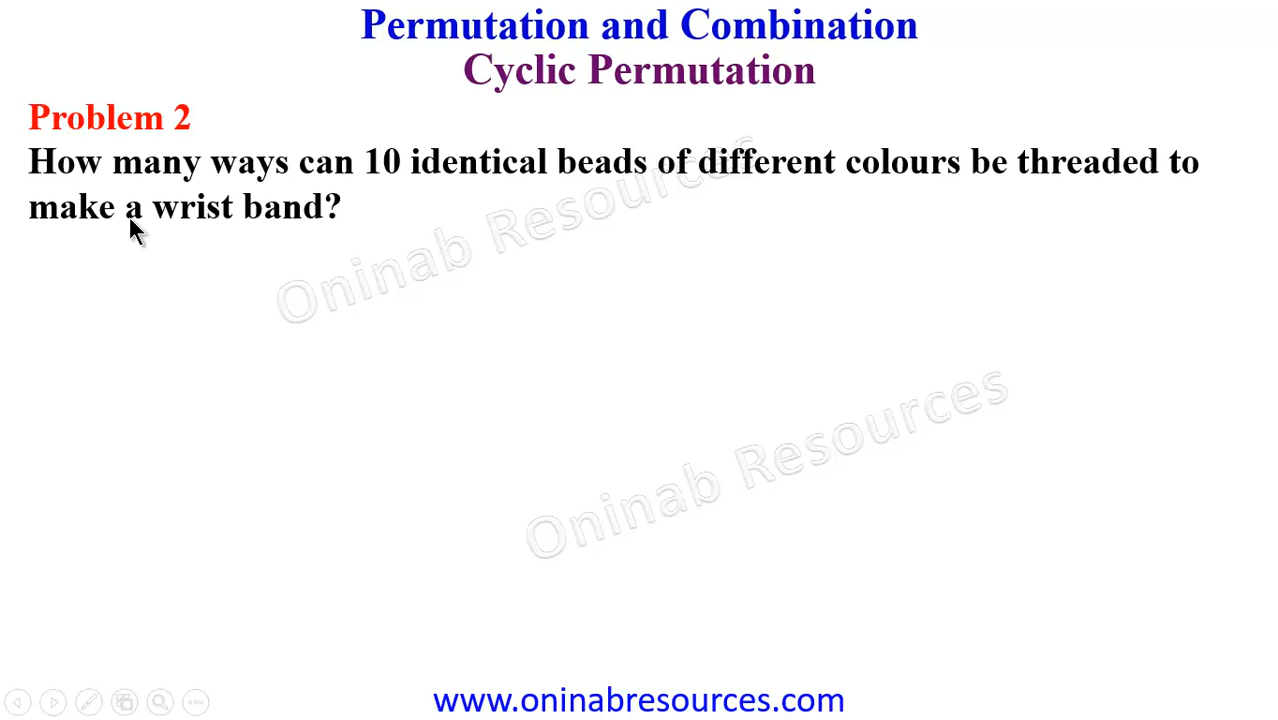 Permutation and Combination
Cyclic Permutation
Problem 2
How many ways can 10 identical beads of different colours be threaded to
make a wrist band?
Oninab Resources
Oninab Resources
www.oninabresources.com